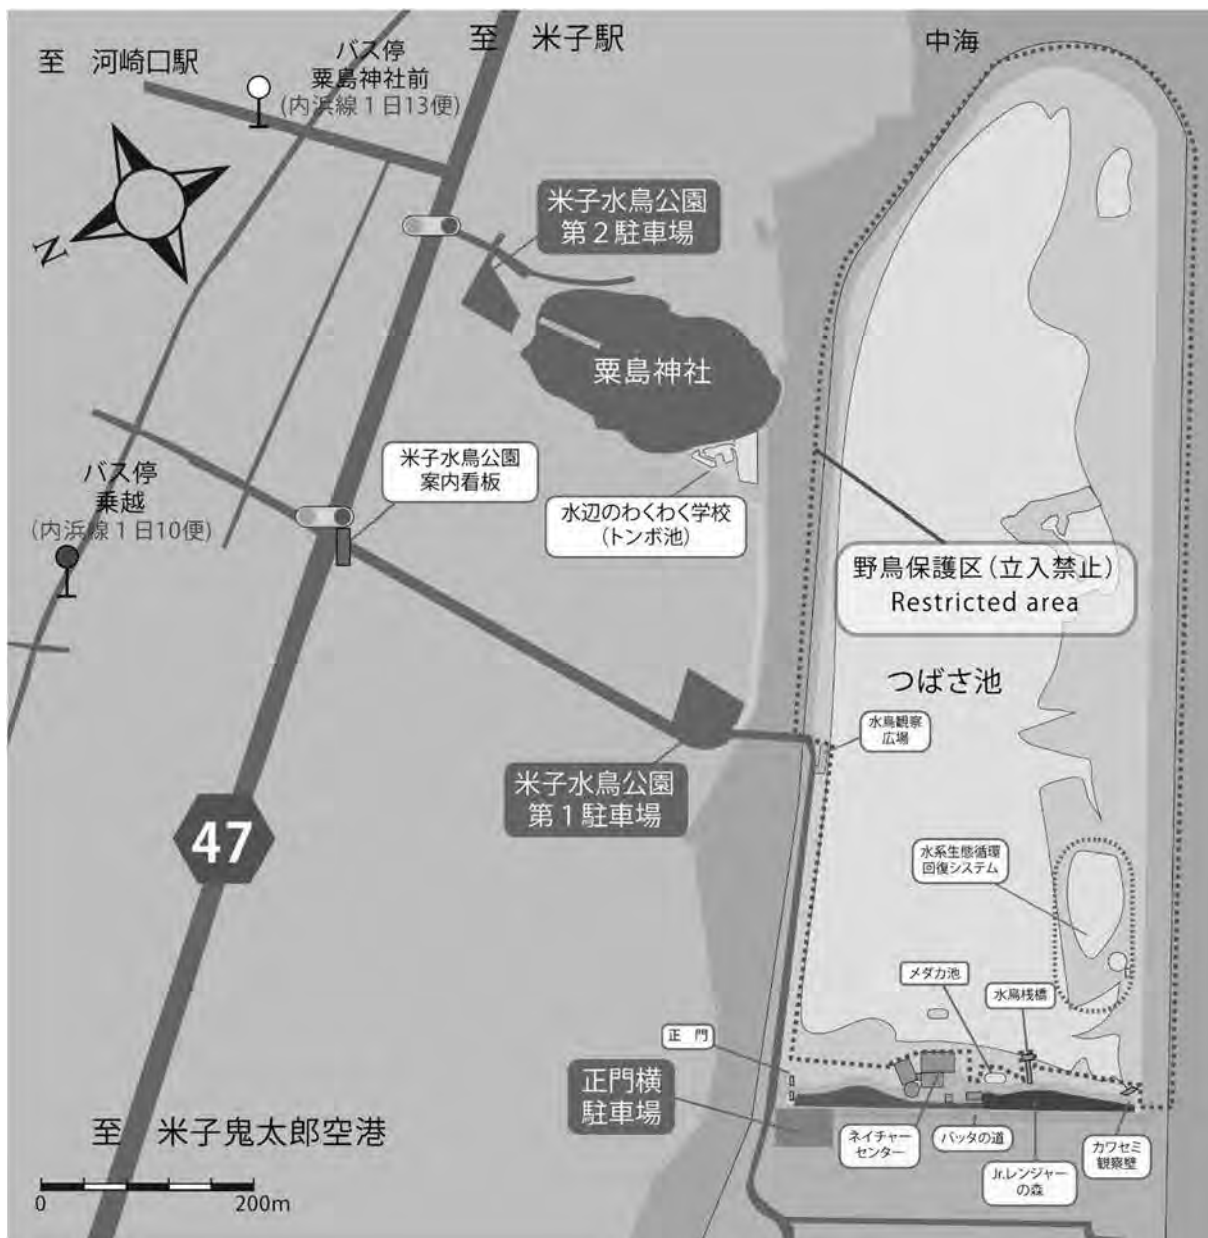 至 河崎口駅
バス停
粟島神社前
(内浜線1日13便)
至 米子駅
中海
N
米子水鳥公園
第2駐車場
粟島神社
米子水鳥公園
案内看板
バス停
乗越
(内浜線1日10便)
水辺のわくわく学校
(トンボ池)
野鳥保護区(立入禁止)
Restricted area
つばさ池
水鳥観察
広場
米子水鳥公園
第1駐車場
47
水系生態循環
回復システム
メダカ池
水鳥桟橋
正 門
正門横
駐車場
ネイチャー
センター
バッタの道
Jr.レンジャー
の森
カワセミ
観察壁
至 米子鬼太郎空港
0 200m